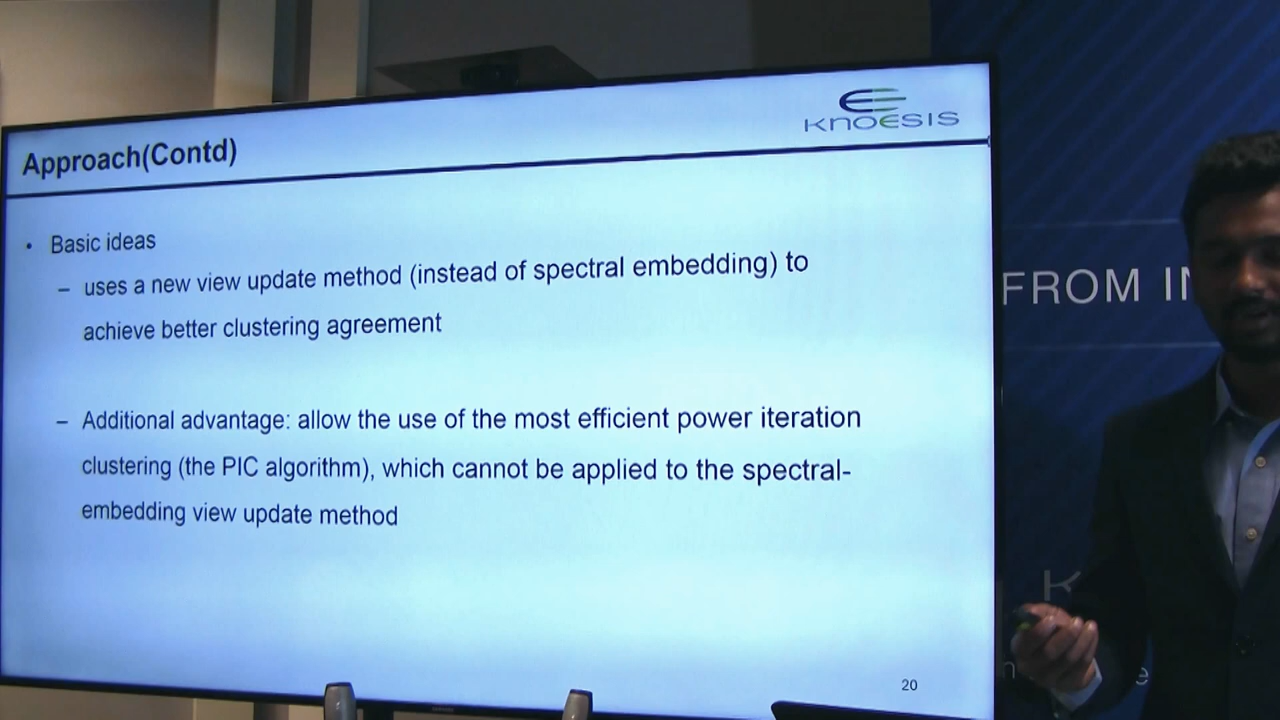 KNOESIS
Approach(Contd)
• Basic ideas
– uses a new view update method (instead of spectral embedding) to
achieve better clustering agreement
– Additional advantage: allow the use of the most efficient power iteration
clustering (the PIC algorithm), which cannot be applied to the spectral-
embedding view update method
20
FROM